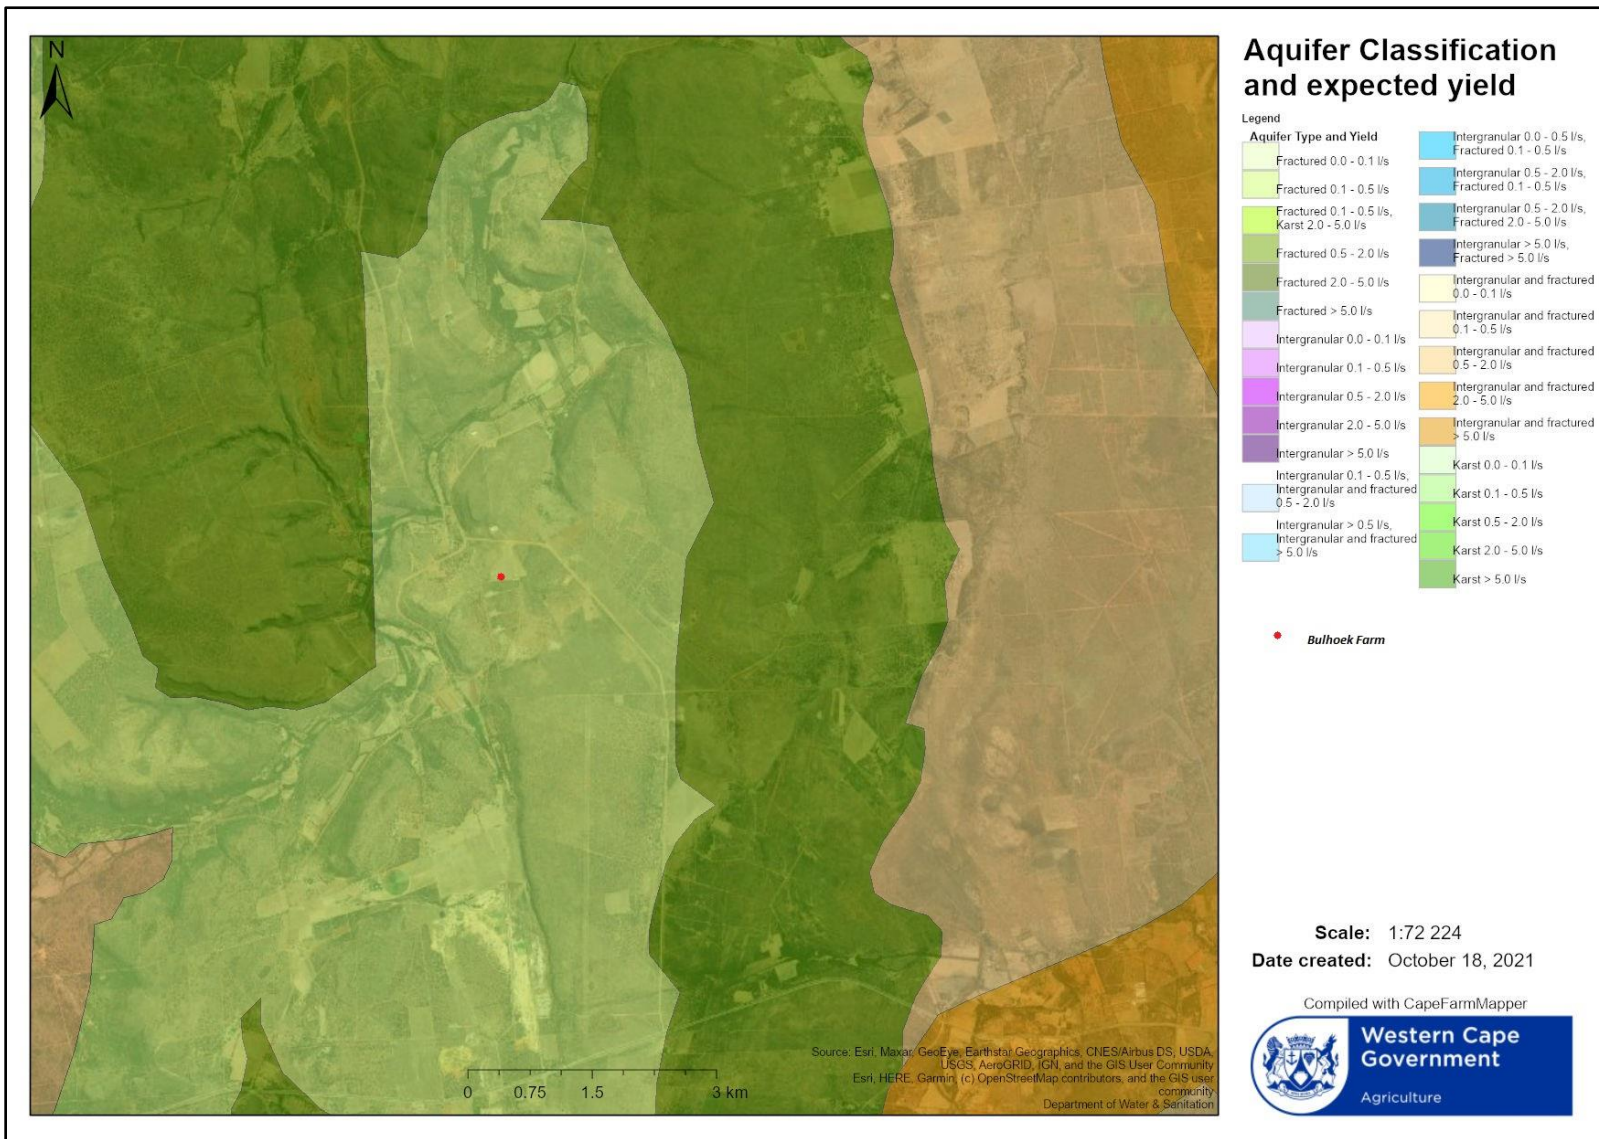 N
Aquifer Classification
and expected yield
Legend
Aquifer Type and Yield
Fractured 0.0 - 0.1 l/s
Fractured 0.1 - 0.5 l/s
Fractured 0.1 - 0.5 l/s,
Karst 2.0 - 5.0 l/s
Fractured 0.5 - 2.0 l/s
Fractured 2.0 - 5.0 l/s
Fractured > 5.0 l/s
Intergranular 0.0 - 0.1 l/s
Intergranular 0.1 - 0.5 l/s
Intergranular 0.5 - 2.0 l/s
Intergranular 2.0 - 5.0 l/s
Intergranular > 5.0 l/s
Intergranular 0.1 - 0.5 l/s,
Intergranular and fractured
0.5 - 2.0 l/s
Intergranular > 0.5 l/s,
Intergranular and fractured
> 5.0 l/s
Intergranular 0.0 - 0.5 l/s,
Fractured 0.1 - 0.5 l/s
Intergranular 0.5 - 2.0 l/s,
Fractured 0.1 - 0.5 l/s
Intergranular 0.5 - 2.0 l/s,
Fractured 2.0 - 5.0 l/s
Intergranular > 5.0 l/s,
Fractured > 5.0 l/s
Intergranular and fractured
0.0 - 0.1 l/s
Intergranular and fractured
0.1 - 0.5 l/s
Intergranular and fractured
0.5 - 2.0 l/s
Intergranular and fractured
2.0 - 5.0 l/s
Intergranular and fractured
> 5.0 l/s
Karst 0.0 - 0.1 l/s
Karst 0.1 - 0.5 l/s
Karst 0.5 - 2.0 l/s
Karst 2.0 - 5.0 l/s
Karst > 5.0 l/s
Bulhoek Farm
Scale: 1:72 224
Date created: October 18, 2021
Compiled with CapeFarmMapper
Western Cape
Government
Agriculture
Source: Esri, Maxar, GeoEye, Earthstar Geographics, CNES/Airbus DS, USDA,
USGS, AeroGRID, IGN, and the GIS User Community
Esri, HERE, Garmin, (c) OpenStreetMap contributors, and the GIS user
community
Department of Water & Sanitation
0 0.75 1.5 3 km